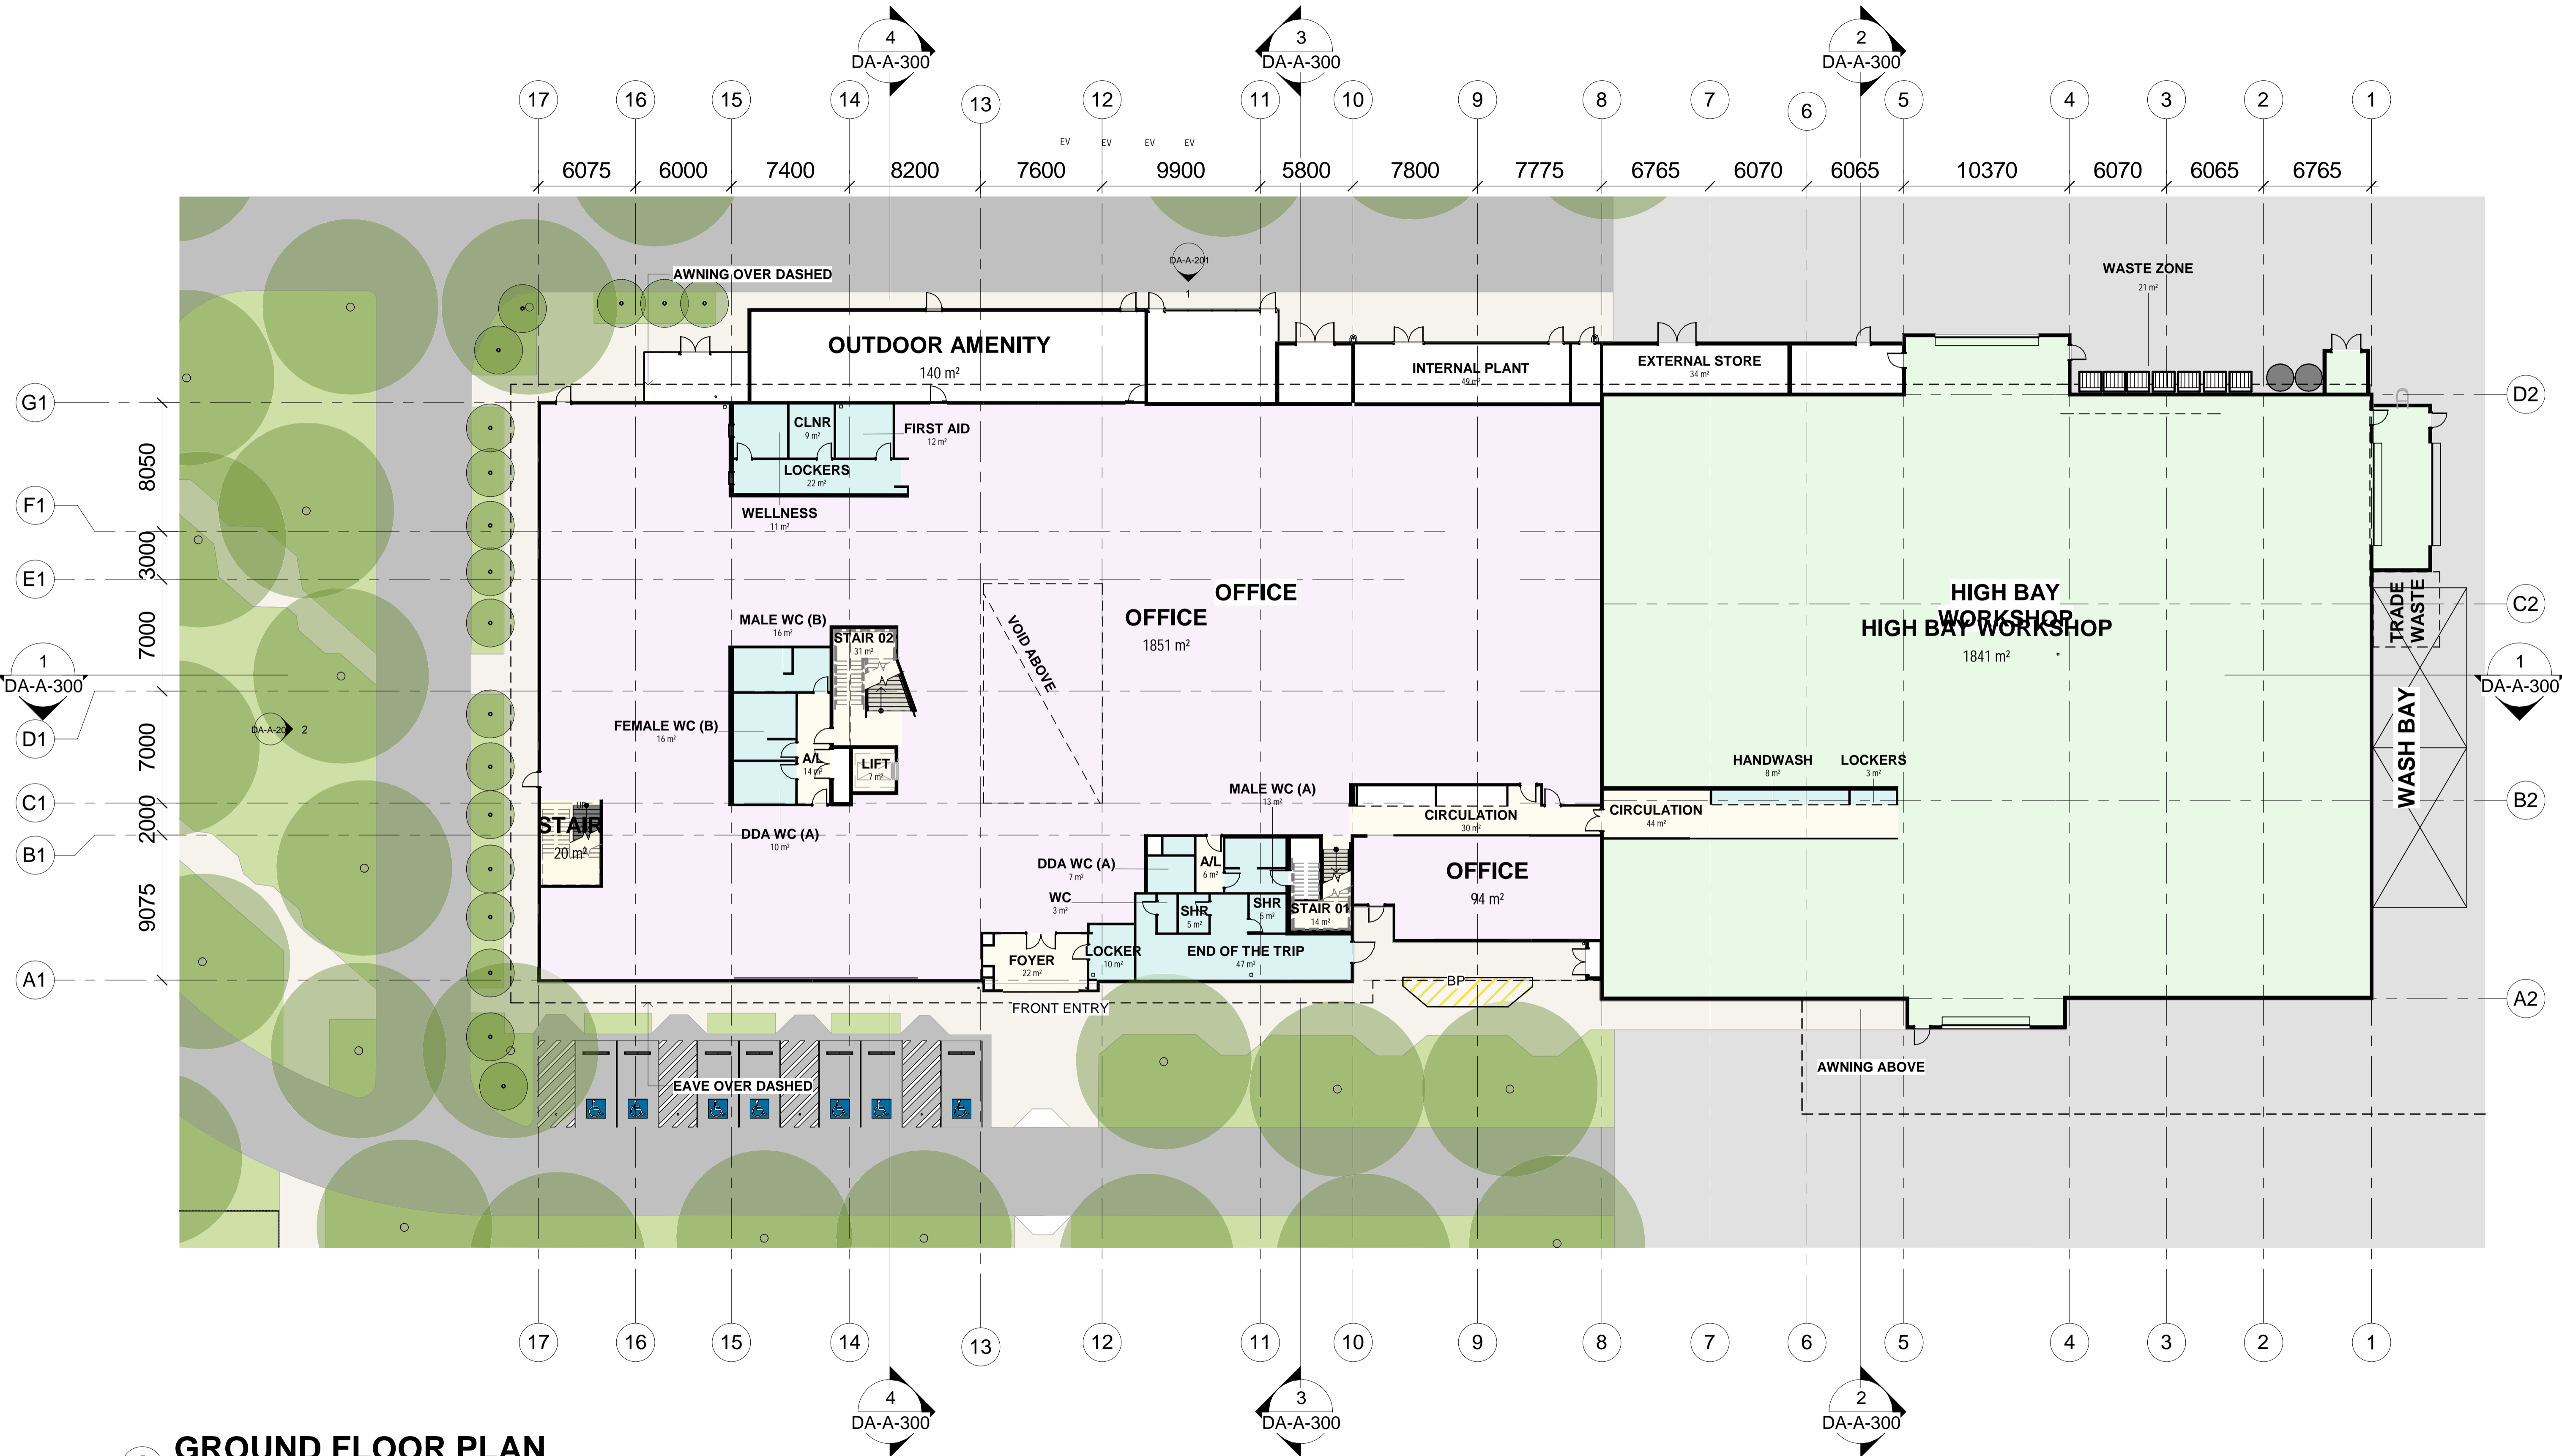 4
DA-A-300
3
DA-A-300
2
DA-A-300
17
16
15
14
13
12
11
10
9
8
7
6
5
4
3
2
1
EV
EV
EV
EV
6075
6000
7400
8200
7600
9900
5800
7800
7775
6765
6070
6065
10370
6070
6065
6765
AWNING OVER DASHED
DA-A-201
1
WASTE ZONE
21 m²
OUTDOOR AMENITY
140 m²
INTERNAL PLANT
49 m²
EXTERNAL STORE
34 m²
G1
D2
CLNR
9 m²
FIRST AID
12 m²
LOCKERS
22 m²
WELLNESS
11 m²
8050
F1
3000
E1
7000
OFFICE
OFFICE
1851 m²
VOID ABOVE
HIGH BAY
WORKSHOP
HIGH BAY WORKSHOP
1841 m²
TRADE
WASTE
C2
MALE WC (B)
16 m²
STAIR 02
31 m²
1
DA-A-300
1
DA-A-300
FEMALE WC (B)
16 m²
DA-A-20
2
D1
7000
A/L
14 m²
LIFT
7 m²
WASH BAY
HANDWASH
8 m²
LOCKERS
3 m²
MALE WC (A)
13 m²
C1
B2
2000
UP
STAIR
20 m²
DDA WC (A)
10 m²
CIRCULATION
30 m²
CIRCULATION
44 m²
B1
DDA WC (A)
7 m²
A/L
6 m²
OFFICE
94 m²
9075
WC
3 m²
SHR
5 m²
SHR
5 m²
STAIR 01
14 m²
FOYER
22 m²
LOCKER
10 m²
END OF THE TRIP
47 m²
A1
BP
A2
FRONT ENTRY
EAVE OVER DASHED
AWNING ABOVE
17
16
15
14
13
12
11
10
9
8
7
6
5
4
3
2
1
4
DA-A-300
3
DA-A-300
2
DA-A-300
GROUND FLOOR PLAN